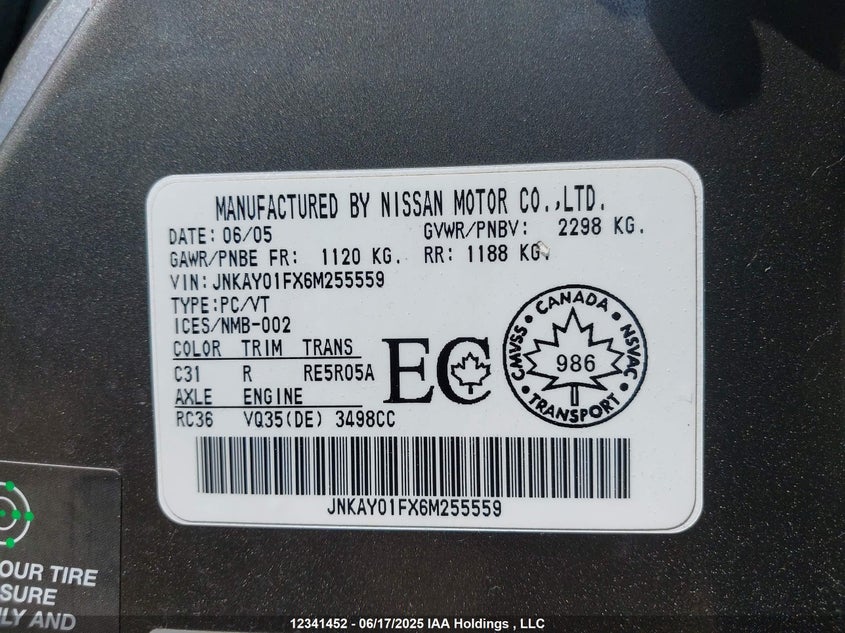 MANUFACTURED BY NISSAN MOTOR CO.,LTD.
DATE: 06/05 GVWR/PNBV: 2298 KG.
GAWR/PNBE FR: 1120 KG. RR: 1188 KG.
VIN: JNKAY01FX6M255559
TYPE:PC/VT
ICES/NMB-002
COLOR TRIM TRANS
C31 R RE5R05A
AXLE ENGINE
RC36 VQ35(DE) 3498CC
EC
CMVSS • CANADA • NSVAC • TRANSPORT •
986
JNKAY01FX6M255559
OUR TIRE
SURE
LY AND
12341452 - 06/17/2025 IAA Holdings , LLC